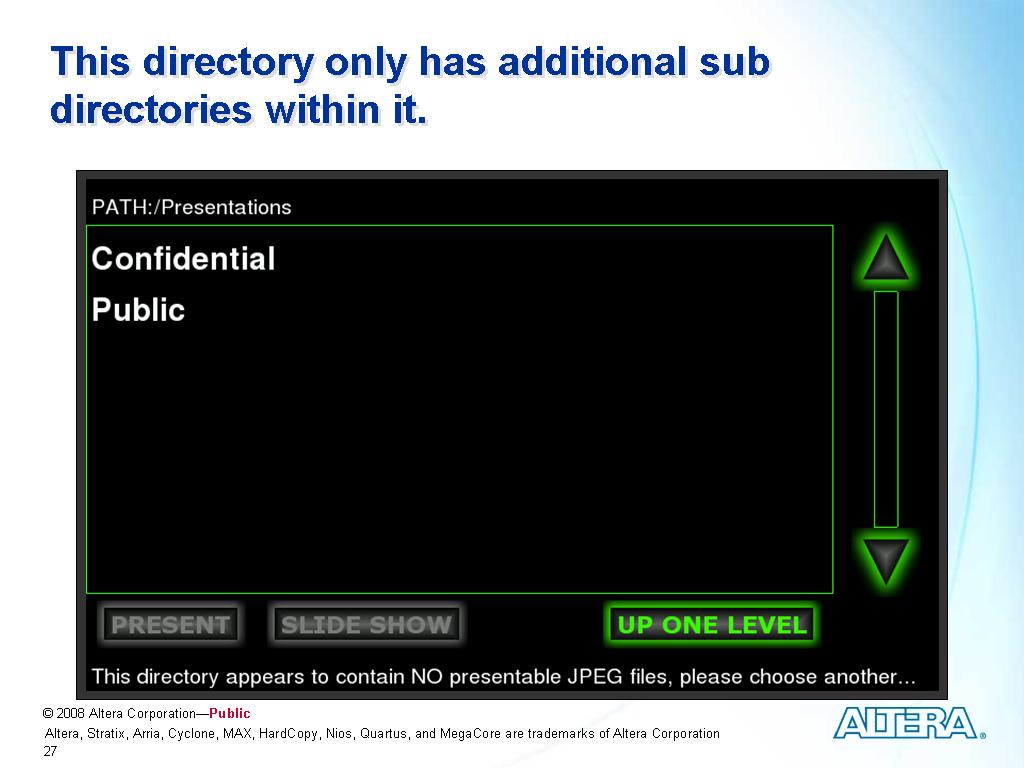 This directory only has additional sub
directories within it.
PATH:/Presentations
Confidential
Public
PRESENT
SLIDE SHOW
UP ONE LEVEL
This directory appears to contain NO presentable JPEG files, please choose another...
© 2008 Altera Corporation—Public
Altera, Stratix, Arria, Cyclone, MAX, HardCopy, Nios, Quartus, and MegaCore are trademarks of Altera Corporation
27
ALTERA®